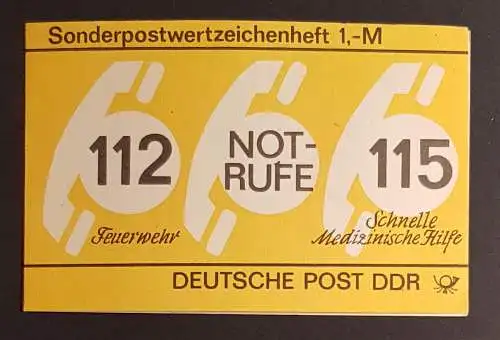 Sonderpostwertzeichenheft 1,-M
112
Feuerwehr
NOT-
RUFE
115
Schnelle
Medizinische Hilfe
DEUTSCHE POST DDR